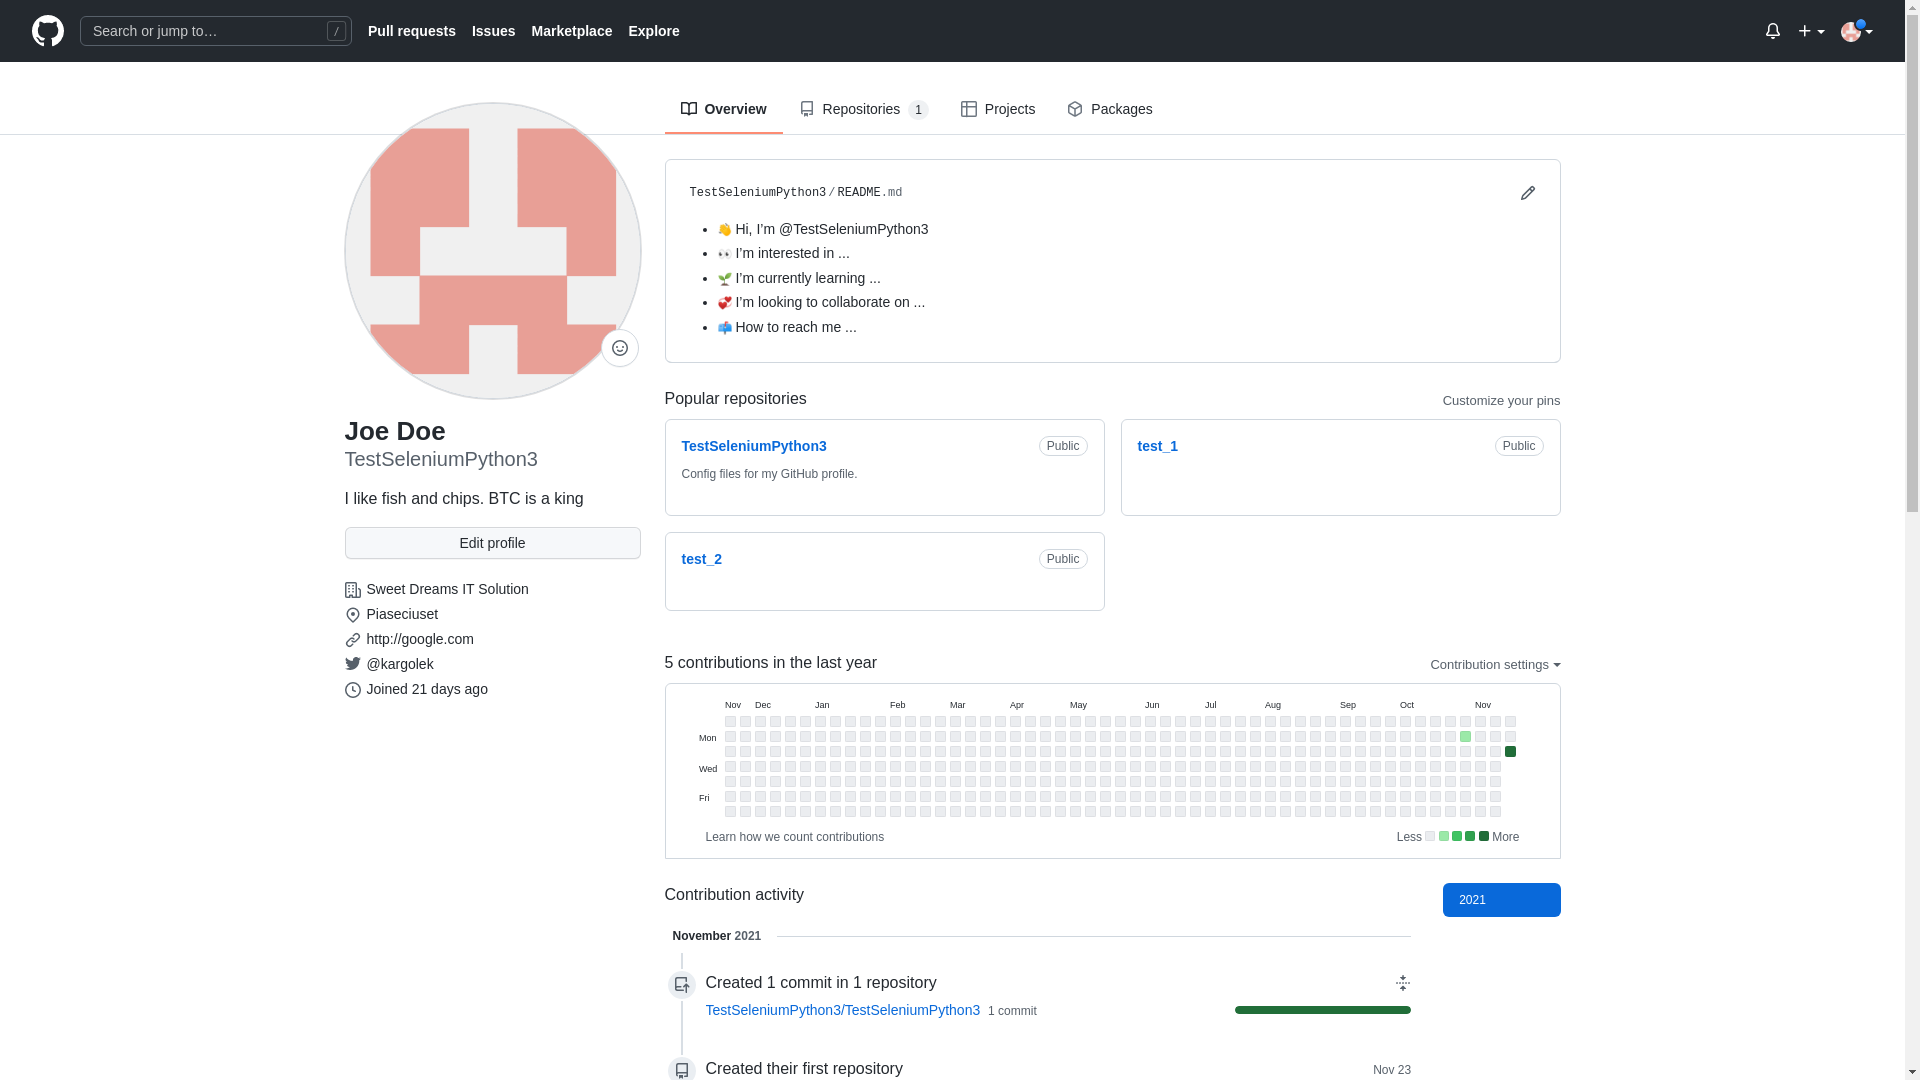 Search or jump to…
/
Pull requests
Issues
Marketplace
Explore
Overview
Repositories 1
Projects
Packages
TestSeleniumPython3/README.md
👋 Hi, I’m @TestSeleniumPython3
👀 I’m interested in ...
🌱 I’m currently learning ...
💞️ I’m looking to collaborate on ...
📫 How to reach me ...
Joe Doe
TestSeleniumPython3
I like fish and chips. BTC is a king
Edit profile
Sweet Dreams IT Solution
Piaseciuset
http://google.com
@kargolek
Joined 21 days ago
Popular repositories
Customize your pins
TestSeleniumPython3
Public
Config files for my GitHub profile.
test_1
Public
test_2
Public
5 contributions in the last year
Contribution settings
Nov Dec Jan Feb Mar Apr May Jun Jul Aug Sep Oct Nov
Mon
Wed
Fri
Learn how we count contributions
Less More
Contribution activity
2021
November 2021
Created 1 commit in 1 repository
TestSeleniumPython3/TestSeleniumPython3 1 commit
Created their first repository
Nov 23